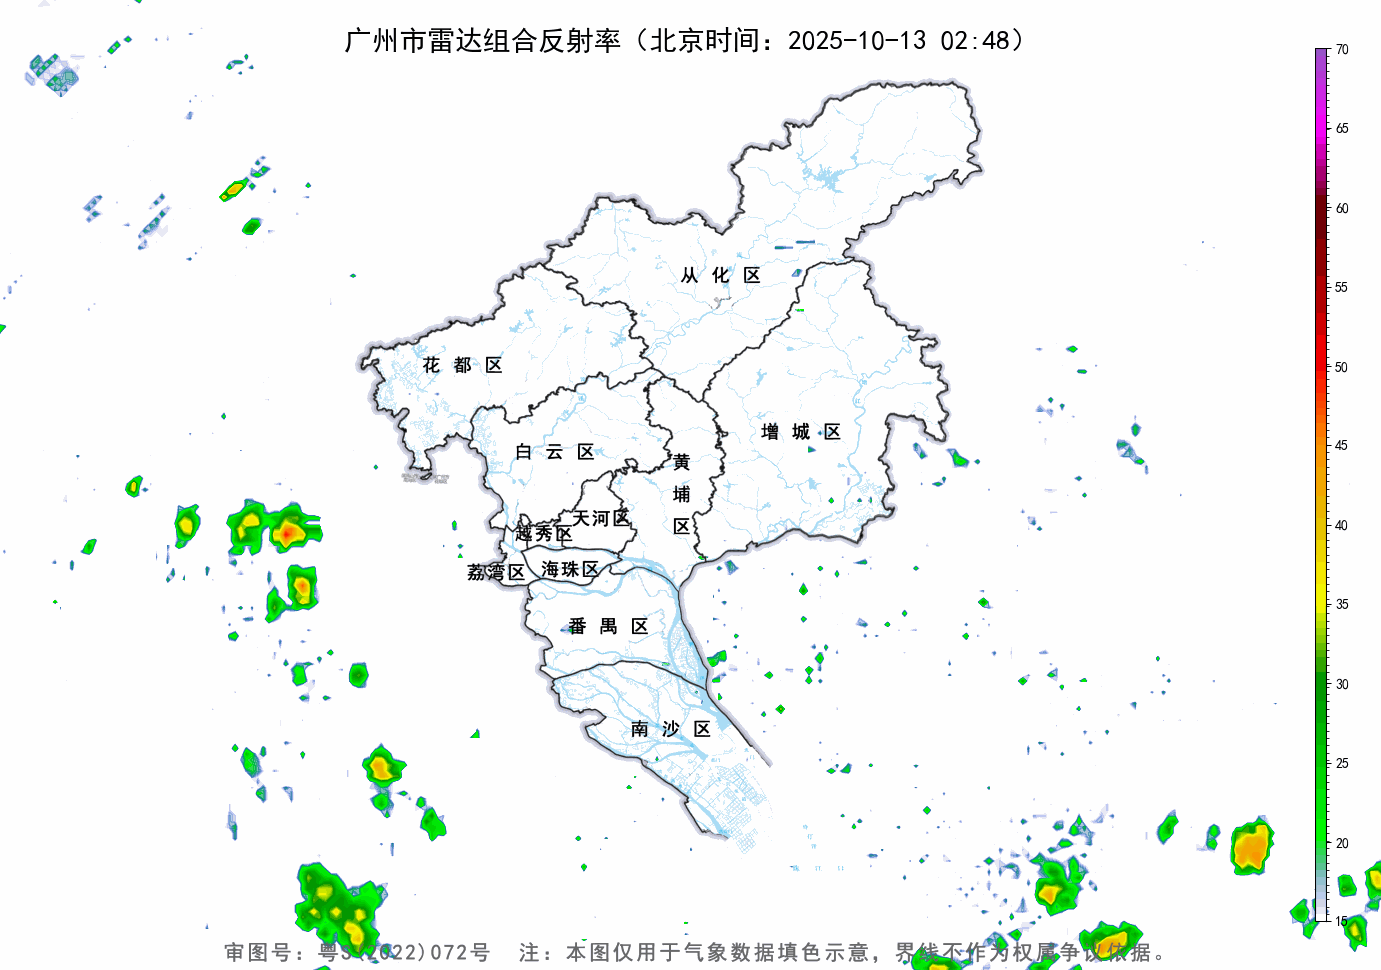 广州市雷达组合反射率（北京时间：2025-10-13 02:48）
70
65
60
55
50
45
40
35
30
25
20
15
从化区
花都区
增城区
白云区
黄埔区
天河区
越秀区
荔湾区
海珠区
番禺区
南沙区
审图号：粤S(2022)072号 注：本图仅用于气象数据填色示意，界线不作为权属争议依据。